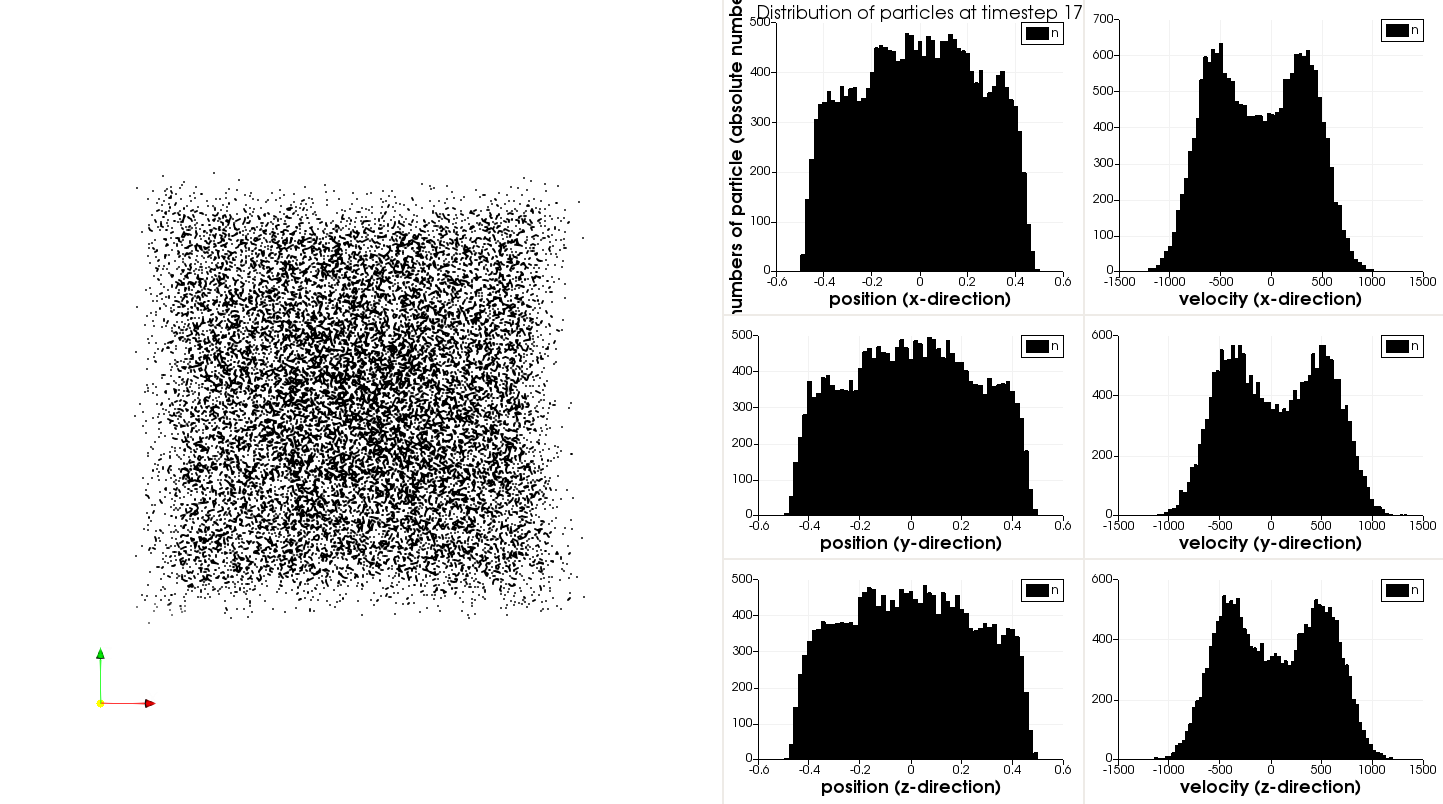 Distribution of particles at timestep 17
numbers of particle (absolute numbe
500
400
300
200
100
0
-0.6 -0.4 -0.2 0 0.2 0.4 0.6
position (x-direction)
n
700
600
500
400
300
200
100
0
-1500 -1000 -500 0 500 1000 1500
velocity (x-direction)
n
500
400
300
200
100
0
-0.6 -0.4 -0.2 0 0.2 0.4 0.6
position (y-direction)
n
600
400
200
0
-1500 -1000 -500 0 500 1000 1500
velocity (y-direction)
n
500
400
300
200
100
0
-0.6 -0.4 -0.2 0 0.2 0.4 0.6
position (z-direction)
n
600
400
200
0
-1500 -1000 -500 0 500 1000 1500
velocity (z-direction)
n